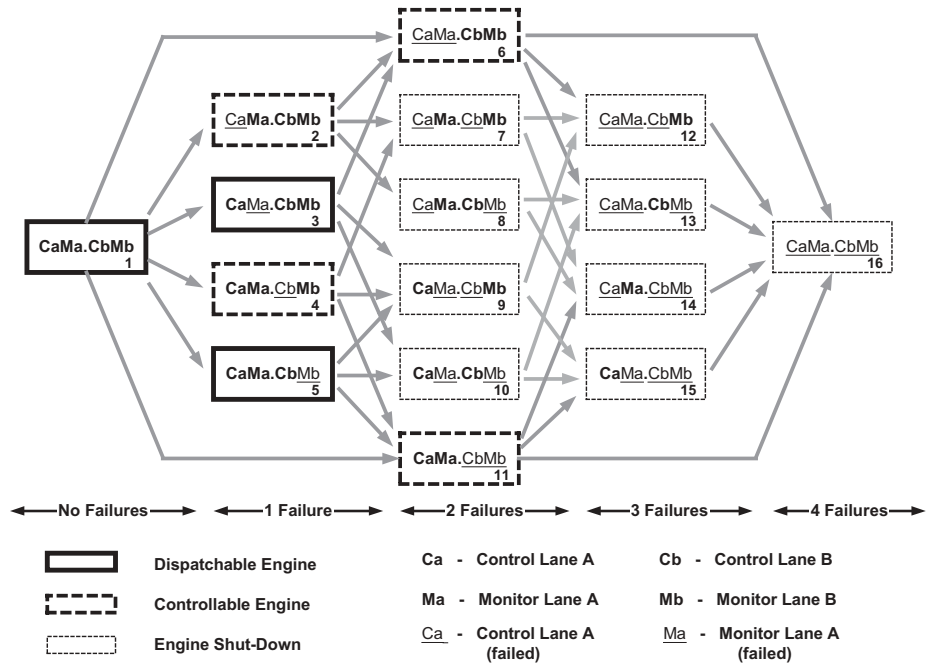 CaMa.CbMb
6
CaMa.CbMb
2
CaMa.CbMb
7
CaMa.CbMb
12
CaMa.CbMb
3
CaMa.CbMb
8
CaMa.CbMb
13
CaMa.CbMb
1
CaMa.CbMb
16
CaMa.CbMb
4
CaMa.CbMb
9
CaMa.CbMb
14
CaMa.CbMb
5
CaMa.CbMb
10
CaMa.CbMb
15
CaMa.CbMb
11
No Failures
1 Failure
2 Failures
3 Failures
4 Failures
Dispatchable Engine
Controllable Engine
Engine Shut-Down
Ca - Control Lane A
Cb - Control Lane B
Ma - Monitor Lane A
Mb - Monitor Lane B
Ca - Control Lane A
(failed)
Ma - Monitor Lane A
(failed)